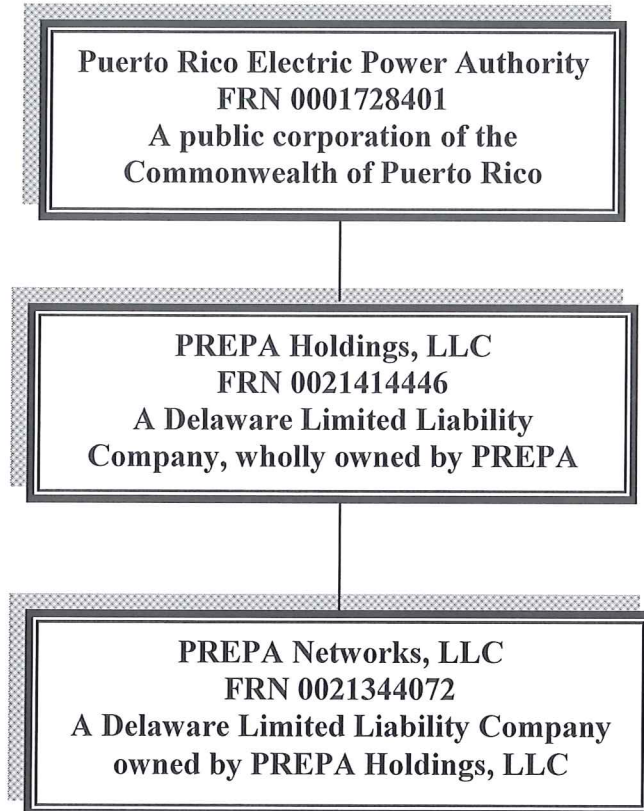 Puerto Rico Electric Power Authority
FRN 0001728401
A public corporation of the
Commonwealth of Puerto Rico
PREPA Holdings, LLC
FRN 0021414446
A Delaware Limited Liability
Company, wholly owned by PREPA
PREPA Networks, LLC
FRN 0021344072
A Delaware Limited Liability Company
owned by PREPA Holdings, LLC